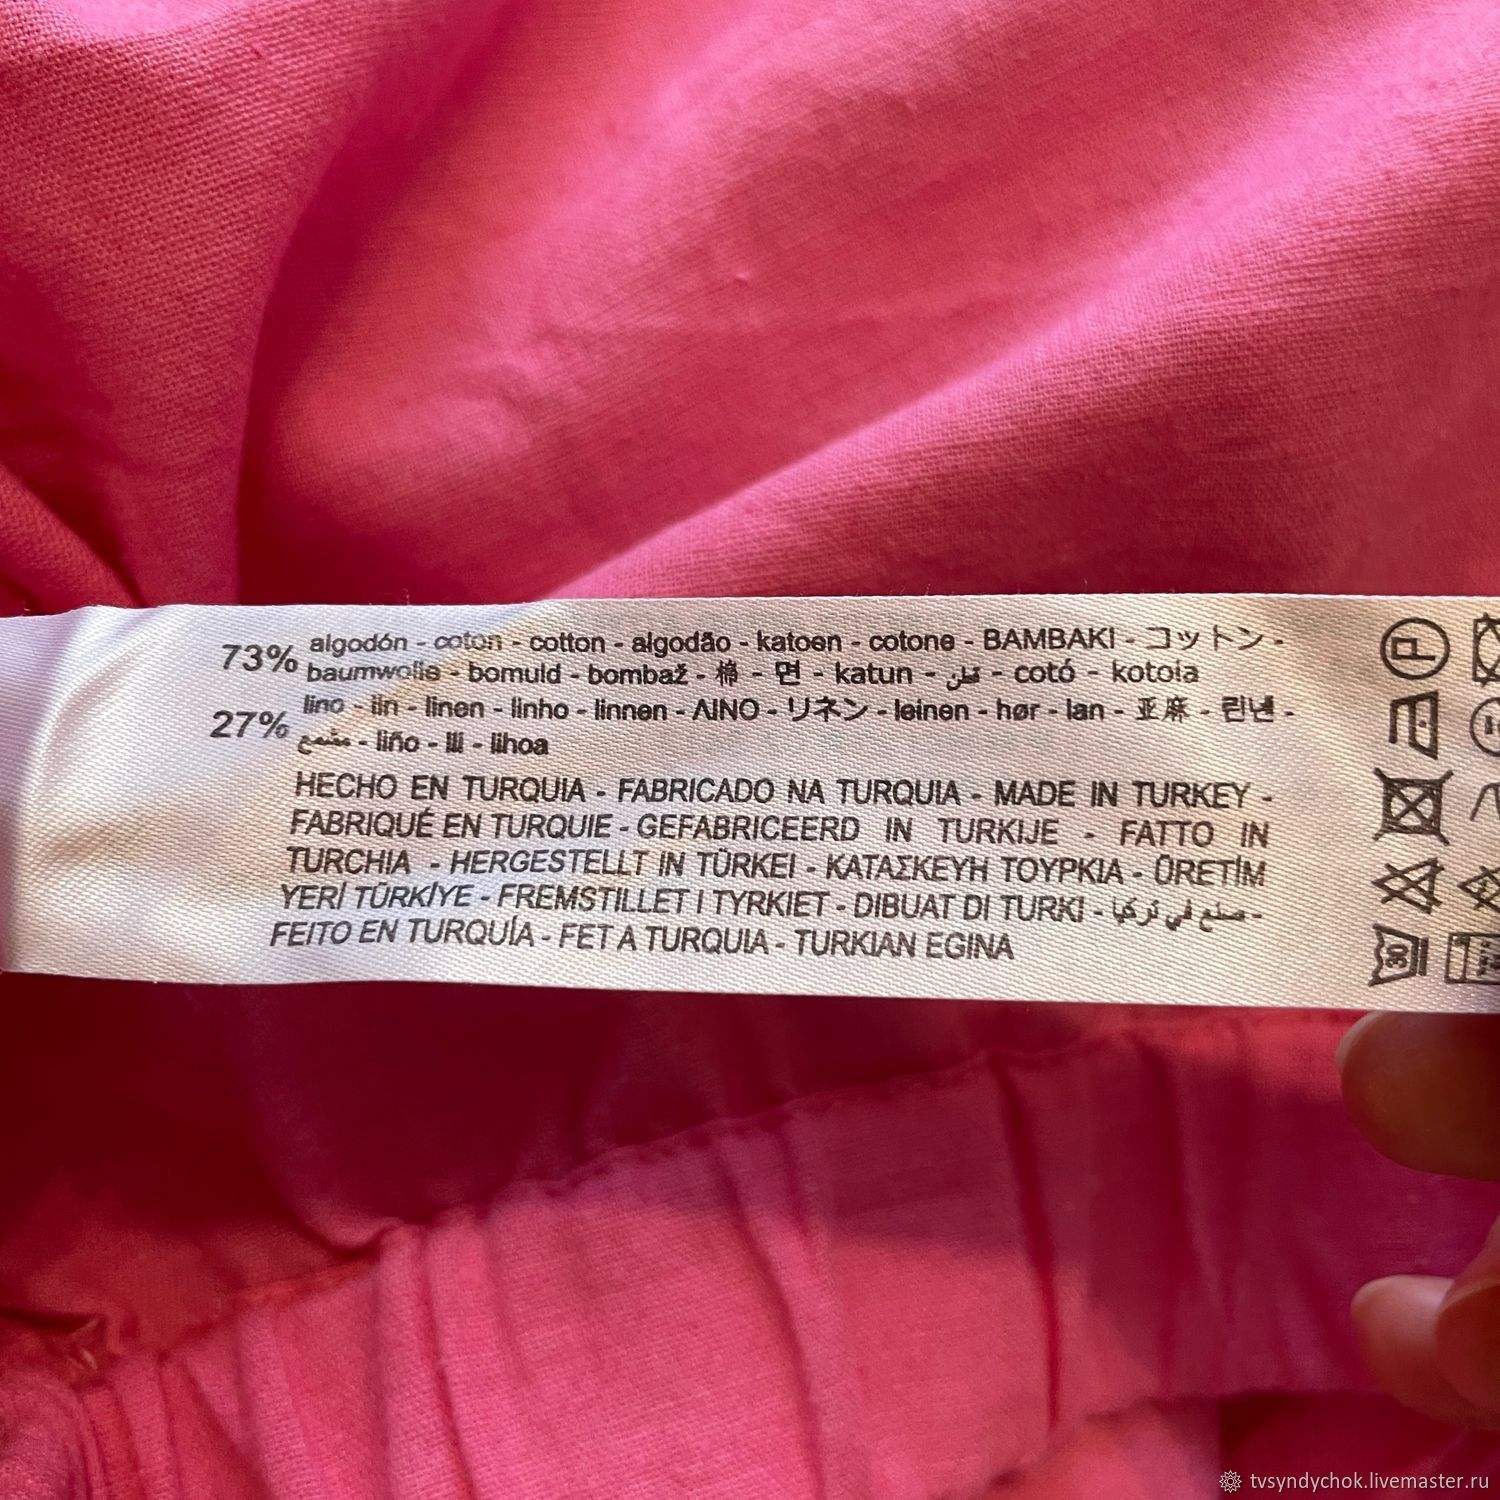 73% algodón - coton - cotton - algodão - katoen - cotone - BAMBAKI - コットン -
baumwolle - bomuld - bombaž - 棉 - 면 - katun - قطن - cotó - kotoia
27% lino - lin - linen - linho - linnen - ΛΙΝΟ - リネン - leinen - hør - lan - 亚麻 - 린넨 -
liño - lli - lihoa
HECHO EN TURQUIA - FABRICADO NA TURQUIA - MADE IN TURKEY -
FABRIQUÉ EN TURQUIE - GEFABRICEERD IN TURKIJE - FATTO IN
TURCHIA - HERGESTELLT IN TÜRKEI - ΚΑΤΑΣΚΕΥΗ ΤΟΥΡΚΙΑ - ÜRETİM
YERİ TÜRKİYE - FREMSTILLET I TYRKIET - DIBUAT DI TURKI - صنع في تركيا -
FEITO EN TURQUÍA - FET A TURQUIA - TURKIAN EGINA
P
30
tvsyndychok.livemaster.ru